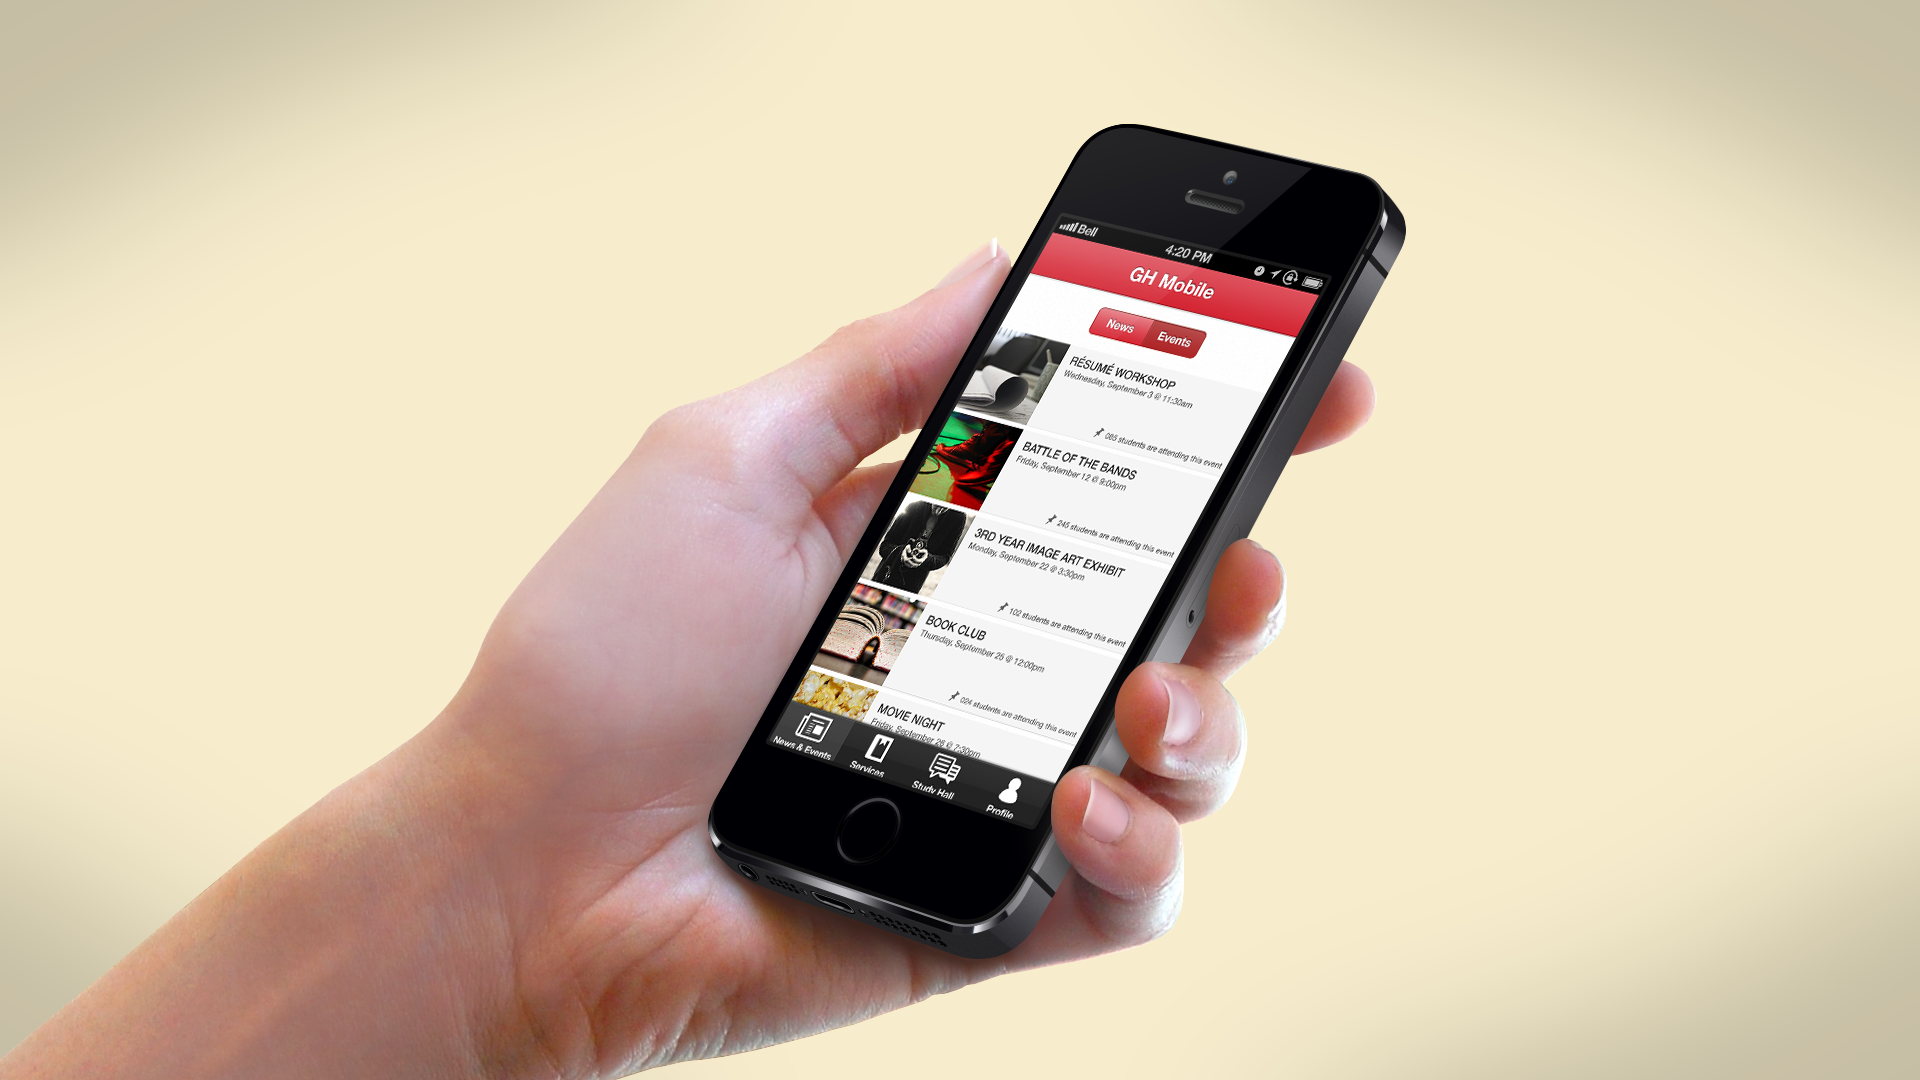 Bell
4:20 PM
GH Mobile
News
Events
RÉSUMÉ WORKSHOP
Wednesday, September 3 @ 11:30am
085 students are attending this event
BATTLE OF THE BANDS
Friday, September 12 @ 9:00pm
245 students are attending this event
3RD YEAR IMAGE ART EXHIBIT
Monday, September 22 @ 3:30pm
102 students are attending this event
BOOK CLUB
Thursday, September 25 @ 12:00pm
024 students are attending this event
MOVIE NIGHT
Friday, September 26 @ 7:30pm
News & Events
Services
Study Hall
Profile